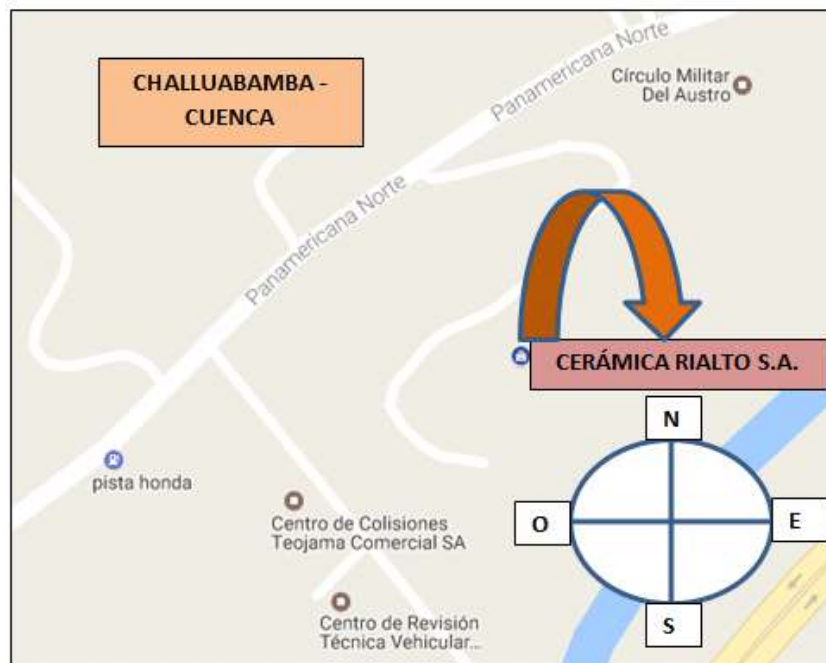 CHALLUABAMBA -
CUENCA
Panamericana Norte
Círculo Militar
Del Austro
Panamericana Norte
CERÁMICA RIALTO S.A.
N
pista honda
Centro de Colisiones
Teojama Comercial SA
O
E
Centro de Revisión
Técnica Vehicular...
S